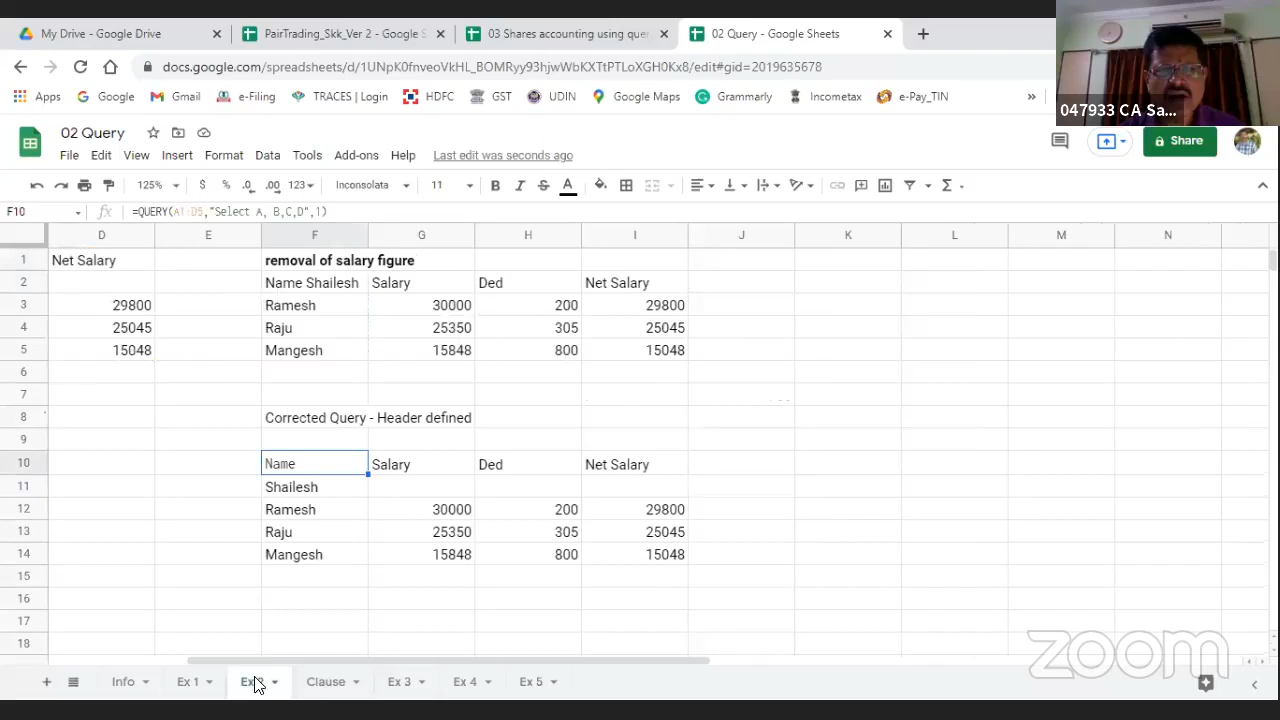 My Drive - Google Drive
PairTrading_Skk_Ver 2 - Google S
03 Shares accounting using que
02 Query - Google Sheets
docs.google.com/spreadsheets/d/1UNpK0fnveoVkHL_BOMRyy93hjwWbKXTtPTLoXGH0Kx8/edit#gid=2019635678
Apps Google Gmail e-Filing TRACES | Login HDFC GST UDIN Google Maps Grammarly Incometax e-Pay_TIN »
047933 CA Sa...
02 Query
File Edit View Insert Format Data Tools Add-ons Help Last edit was seconds ago
Share
125% $ % .0 .00 123 Inconsolata 11 B I S A
F10 fx =QUERY(A1:D5,"Select A, B,C,D",1)
D E F G H I J K L M N
1 Net Salary removal of salary figure
2 Name Shailesh Salary Ded Net Salary
3 29800 Ramesh 30000 200 29800
4 25045 Raju 25350 305 25045
5 15048 Mangesh 15848 800 15048
6
7
8 Corrected Query - Header defined
9
10 Name Salary Ded Net Salary
11 Shailesh
12 Ramesh 30000 200 29800
13 Raju 25350 305 25045
14 Mangesh 15848 800 15048
15
16
17
18
zoom
Info Ex 1 Ex Clause Ex 3 Ex 4 Ex 5